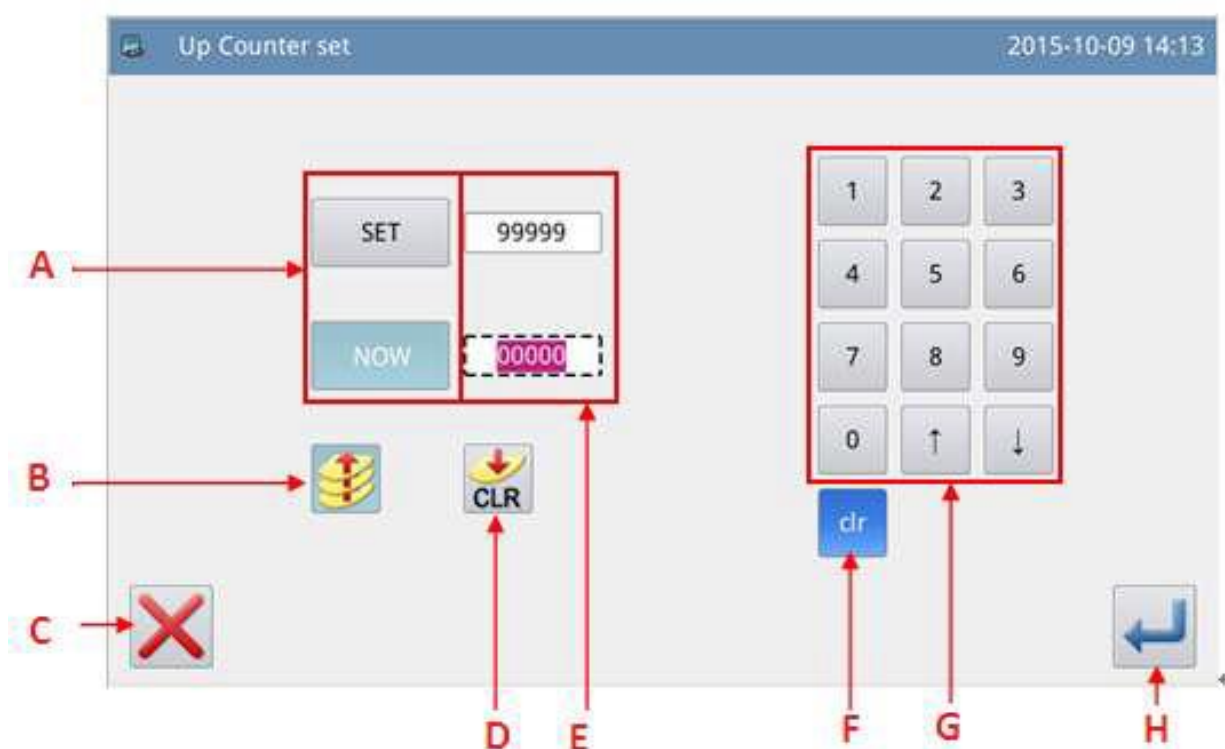 Up Counter set 2015-10-09 14:13
1 2 3
SET 99999
A 4 5 6
NOW 00000 7 8 9
0 ↑ ↓
B CLR
clr
C
D E F G H